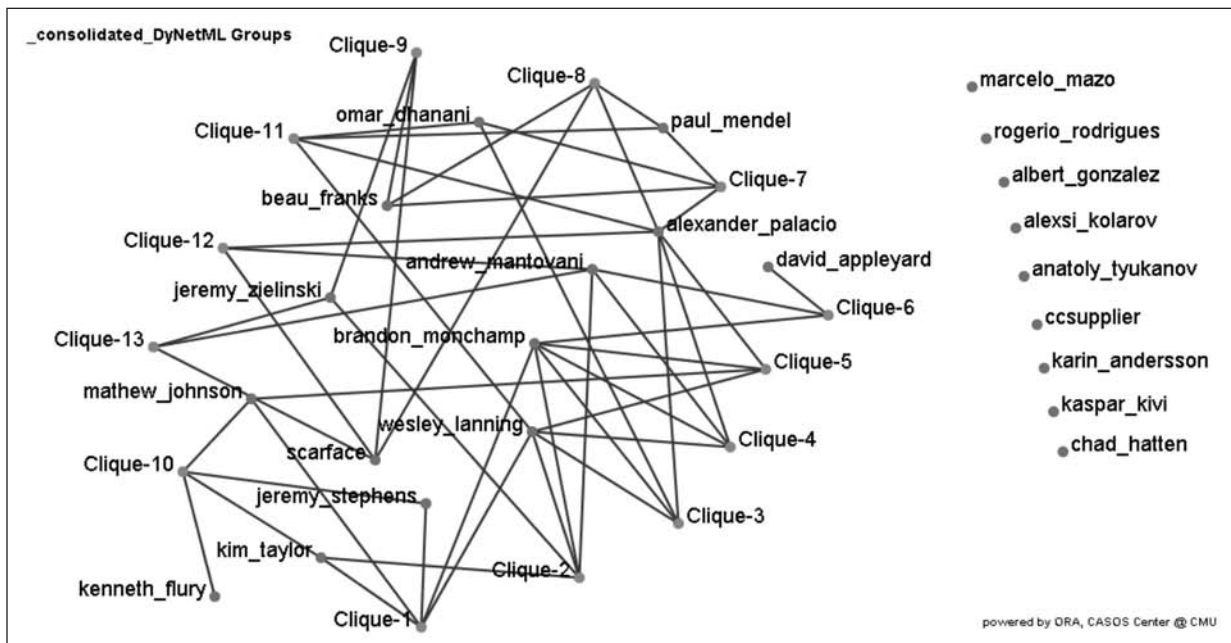 _consolidated_DyNetML Groups
Clique-9
Clique-8
marcelo_mazo
omar_dhanani
paul_mendel
Clique-11
rogerio_rodrigues
albert_gonzalez
Clique-7
beau_franks
alexander_palacio
alexsi_kolarov
Clique-12
david_appleyard
andrew_mantovani
anatoly_tyukanov
jeremy_zielinski
Clique-6
ccsupplier
brandon_monchamp
Clique-13
Clique-5
karin_andersson
mathew_johnson
kaspar_kivi
wesley_lanning
Clique-4
chad_hatten
scarface
Clique-10
jeremy_stephens
Clique-3
kim_taylor
Clique-2
kenneth_flury
Clique-1
powered by ORA, CASOS Center @ CMU